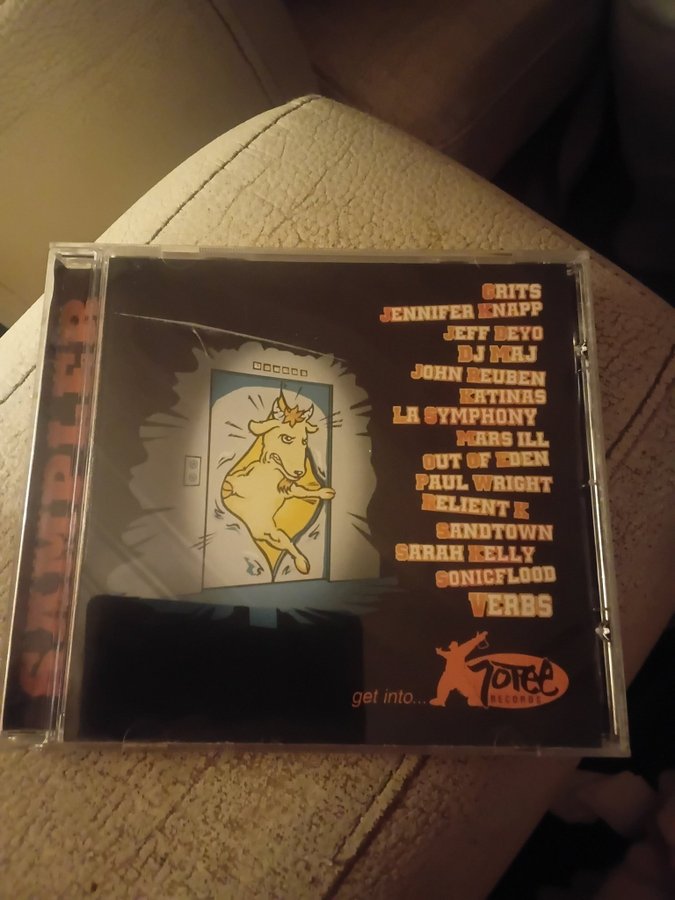 SAMPLER
GRITS
JENNIFER KNAPP
JEFF DEYO
DJ MAJ
JOHN REUBEN
KATINAS
LA SYMPHONY
MARS ILL
OUT OF EDEN
PAUL WRIGHT
RELIENT K
SANDTOWN
SARAH KELLY
SONICFLOOD
VERBS
get into...
GOTEE
RECORDS